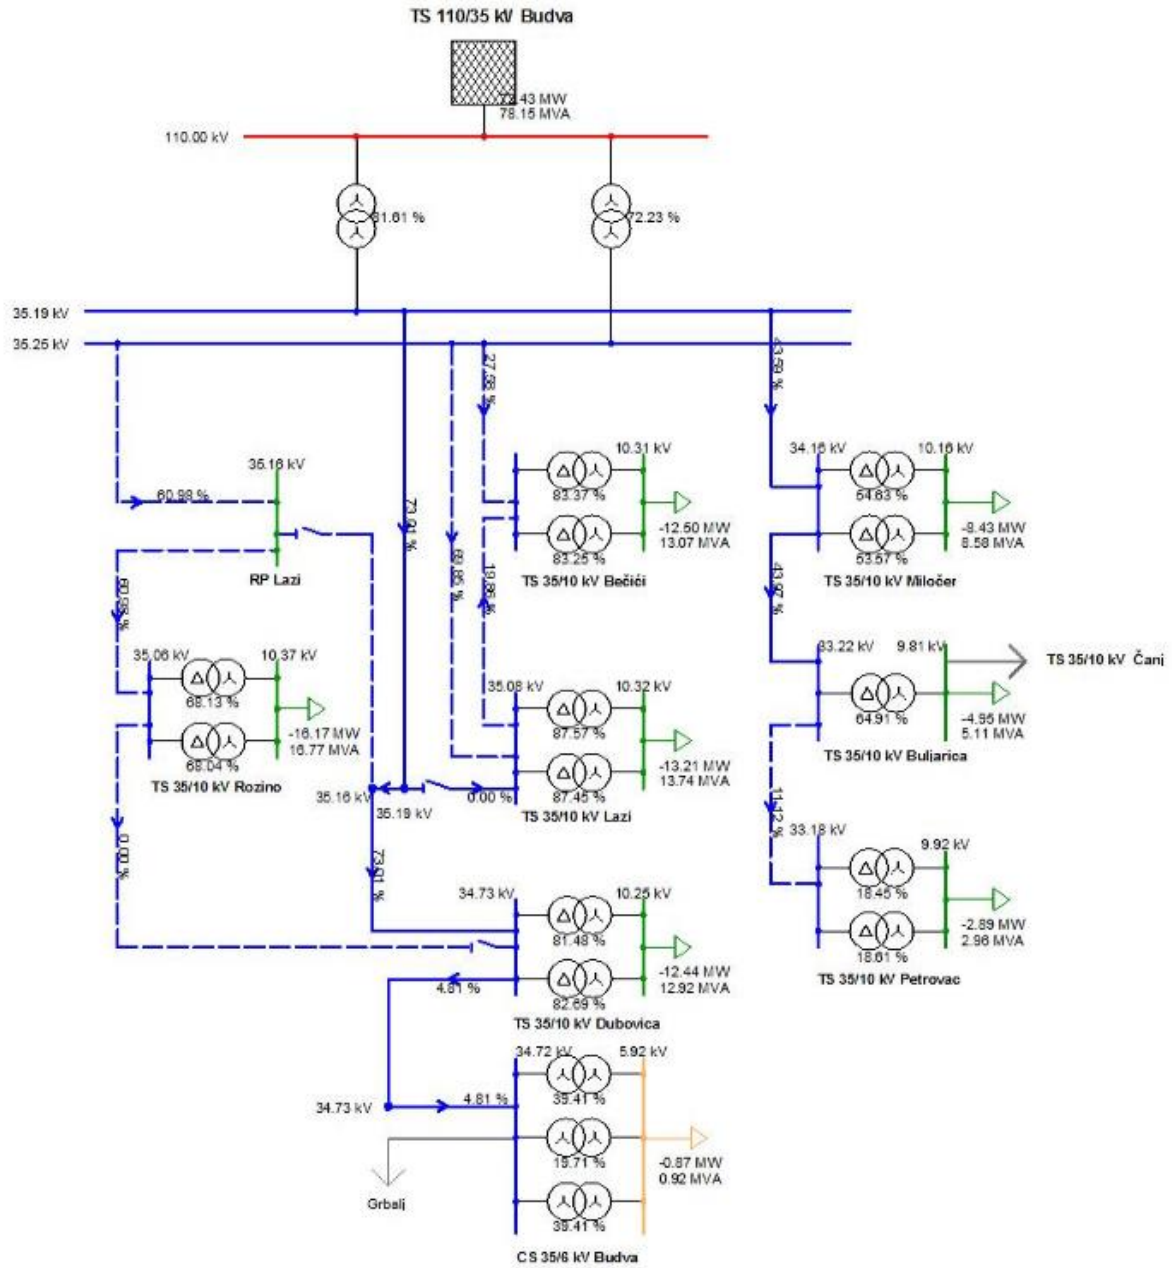 TS 110/35 kV Budva
78.15 MVA
110.00 kV
72.23 %
35.19 kV
35.25 kV
27.58 %
43.59 %
35.16 kV
60.98 %
RP Lazi
73.91 %
69.85 %
19.86 %
10.31 kV
83.37 %
-12.50 MW
13.07 MVA
83.25 %
TS 35/10 kV Bečići
34.16 kV
10.16 kV
54.63 %
-8.43 MW
8.58 MVA
53.57 %
TS 35/10 kV Miločer
60.98 %
43.97 %
35.06 kV
10.37 kV
68.13 %
-16.17 MW
16.77 MVA
68.04 %
TS 35/10 kV Rozino
35.08 kV
10.32 kV
87.57 %
-13.21 MW
13.74 MVA
87.45 %
TS 35/10 kV Lazi
33.22 kV
9.81 kV
TS 35/10 kV Čanj
64.91 %
-4.95 MW
5.11 MVA
TS 35/10 kV Buljarica
35.16 kV
35.19 kV
0.00 %
0.00 %
73.91 %
11.12 %
33.18 kV
9.92 kV
18.45 %
-2.89 MW
2.96 MVA
18.61 %
TS 35/10 kV Petrovac
34.73 kV
10.25 kV
81.48 %
-12.44 MW
12.92 MVA
4.81 %
82.69 %
TS 35/10 kV Dubovica
34.72 kV
5.92 kV
39.41 %
34.73 kV
4.81 %
19.71 %
-0.87 MW
0.92 MVA
Grbalj
39.41 %
CS 35/6 kV Budva